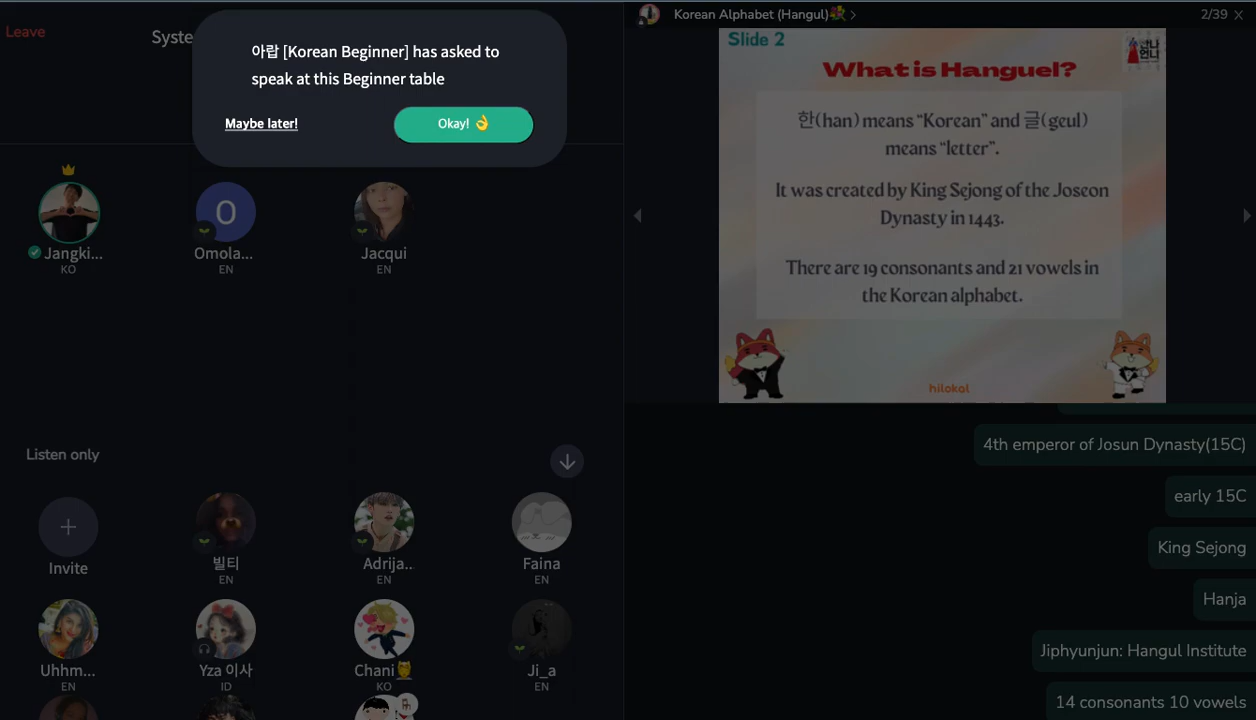 Leave
Syste
아랍 [Korean Beginner] has asked to
speak at this Beginner table
Maybe later!
Okay! 👌
Jangki...
KO
O
Omola...
EN
Jacqui
EN
Listen only
Invite
빌티
EN
Adrija..
EN
Faina
EN
Uhhm...
EN
Yza 이사
ID
Chani
KO
Ji_a
EN
Korean Alphabet (Hangul)💐 >
2/39
Slide 2
난나
언니
What is Hanguel?
한(han) means “Korean” and 글(geul)
means “letter”.
It was created by King Sejong of the Joseon
Dynasty in 1443.
There are 19 consonants and 21 vowels in
the Korean alphabet.
hilokal
4th emperor of Josun Dynasty(15C)
early 15C
King Sejong
Hanja
Jiphyunjun: Hangul Institute
14 consonants 10 vowels